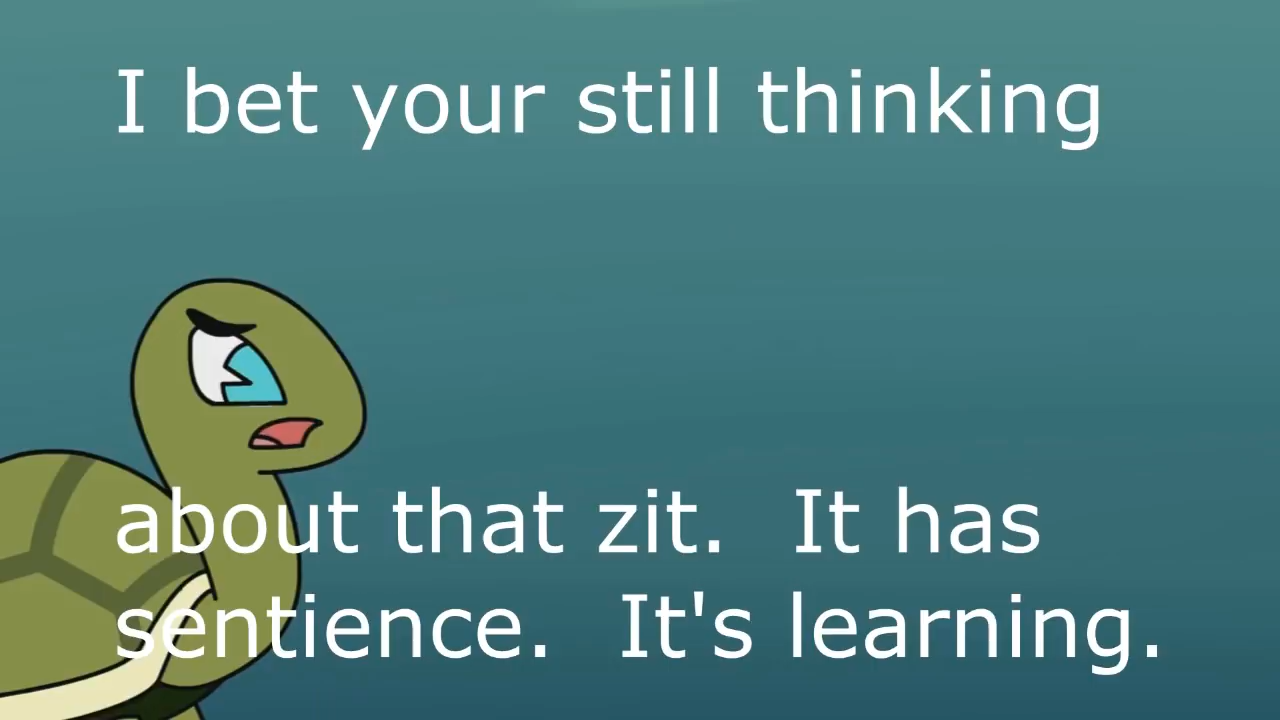 I bet your still thinking
about that zit.  It has
sentience.  It's learning.